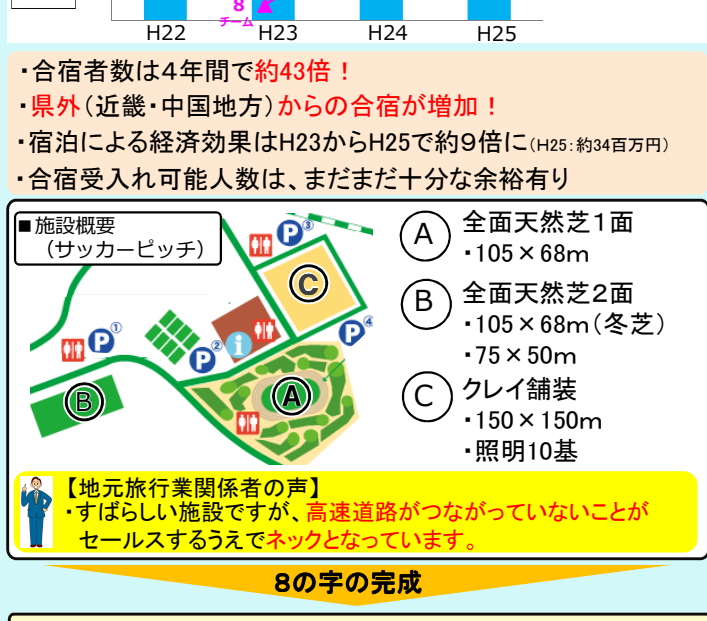 8
チーム
H22 H23 H24 H25
・合宿者数は４年間で約43倍！
・県外（近畿・中国地方）からの合宿が増加！
・宿泊による経済効果はH23からH25で約９倍に（H25：約34百万円）
・合宿受入れ可能人数は、まだまだ十分な余裕有り
■施設概要
（サッカーピッチ）
P③
C
P④
P①
P②
i
B
A
A 全面天然芝１面
・105×68ｍ
B 全面天然芝２面
・105×68ｍ（冬芝）
・75×50ｍ
C クレイ舗装
・150×150ｍ
・照明10基
【地元旅行業関係者の声】
・すばらしい施設ですが、高速道路がつながっていないことが
セールスするうえでネックとなっています。
8の字の完成